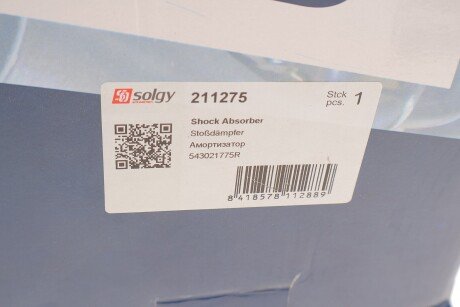 solgy 211275 Stck pcs. 1
Shock Absorber
Stoßdämpfer
Амортизатор
543021775R
8 418578 112889